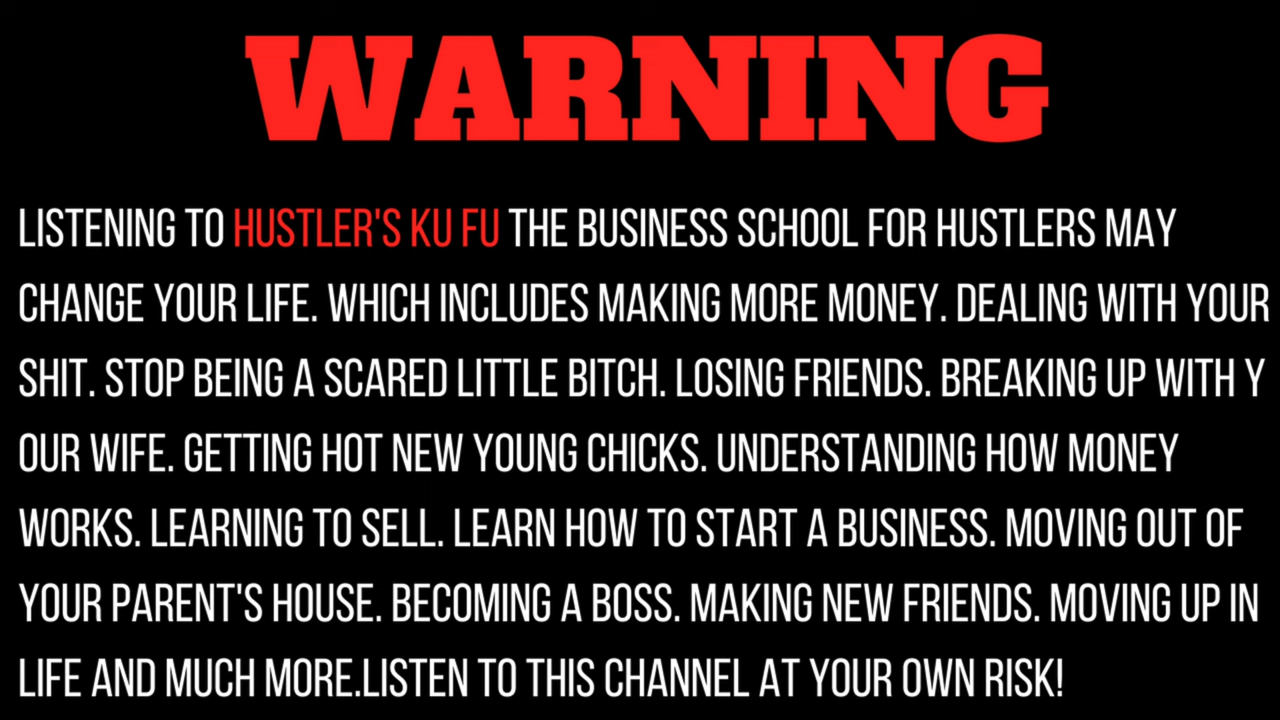 WARNING
LISTENING TO HUSTLER'S KU FU THE BUSINESS SCHOOL FOR HUSTLERS MAY
CHANGE YOUR LIFE. WHICH INCLUDES MAKING MORE MONEY. DEALING WITH YOUR
SHIT. STOP BEING A SCARED LITTLE BITCH. LOSING FRIENDS. BREAKING UP WITH Y
OUR WIFE. GETTING HOT NEW YOUNG CHICKS. UNDERSTANDING HOW MONEY
WORKS. LEARNING TO SELL. LEARN HOW TO START A BUSINESS. MOVING OUT OF
YOUR PARENT'S HOUSE. BECOMING A BOSS. MAKING NEW FRIENDS. MOVING UP IN
LIFE AND MUCH MORE.LISTEN TO THIS CHANNEL AT YOUR OWN RISK!